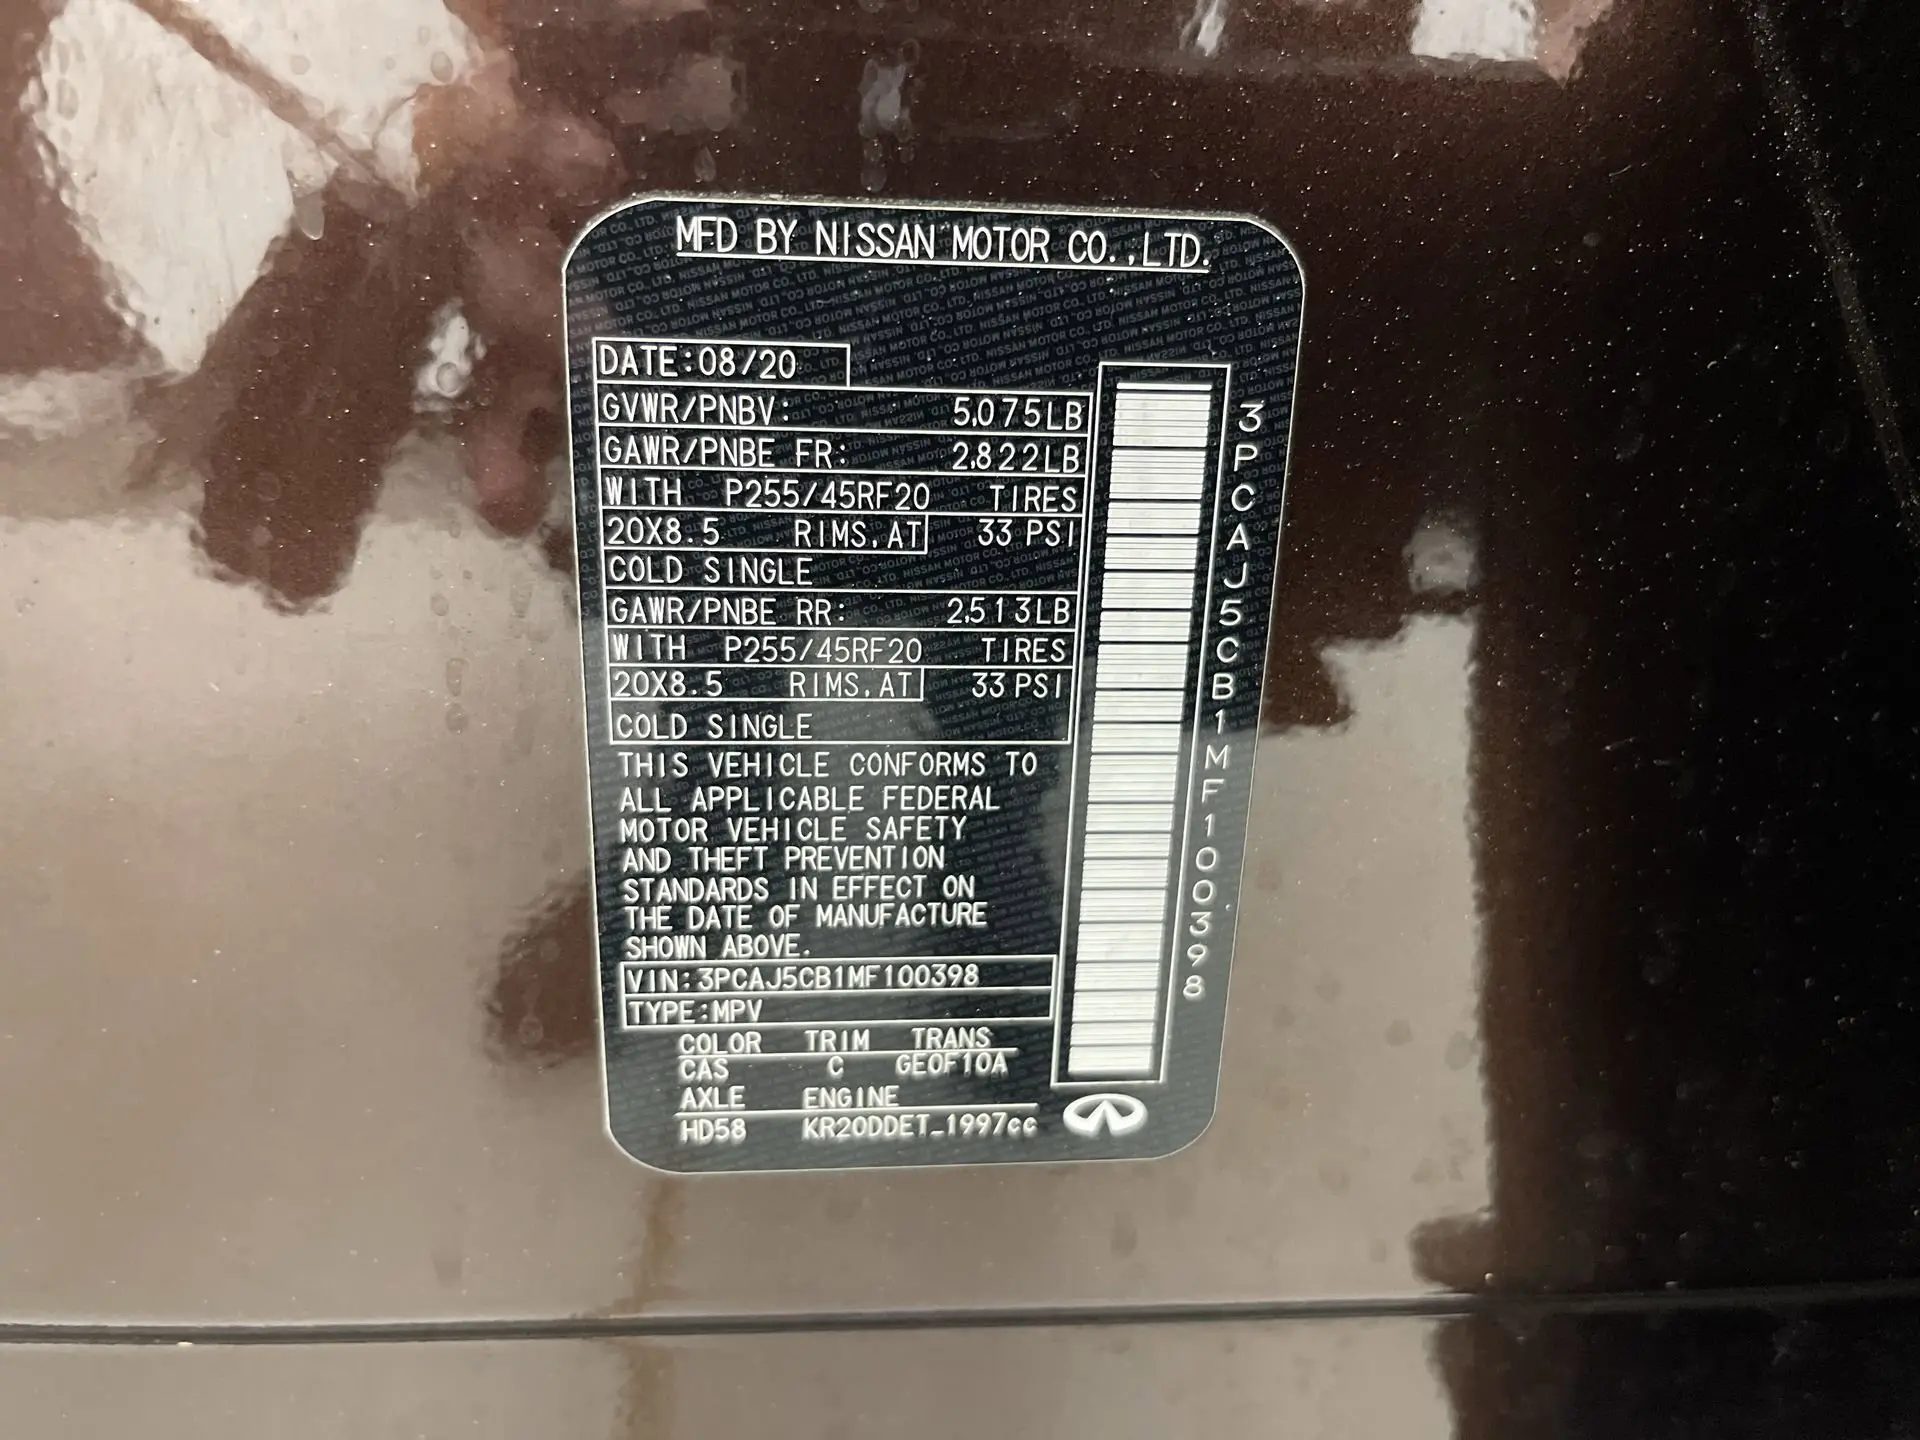 MFD BY NISSAN MOTOR CO.,LTD.
DATE:08/20
GVWR/PNBV: 5,075LB
GAWR/PNBE FR: 2,822LB
WITH P255/45RF20 TIRES
20X8.5 RIMS,AT 33 PSI
COLD SINGLE
GAWR/PNBE RR: 2,513LB
WITH P255/45RF20 TIRES
20X8.5 RIMS,AT 33 PSI
COLD SINGLE
THIS VEHICLE CONFORMS TO
ALL APPLICABLE FEDERAL
MOTOR VEHICLE SAFETY
AND THEFT PREVENTION
STANDARDS IN EFFECT ON
THE DATE OF MANUFACTURE
SHOWN ABOVE.
VIN:3PCAJ5CB1MF100398
TYPE:MPV
COLOR TRIM TRANS
CAS C GE0F10A
AXLE ENGINE
HD58 KR20DDET_1997cc
3PCAJ5CB1MF100398